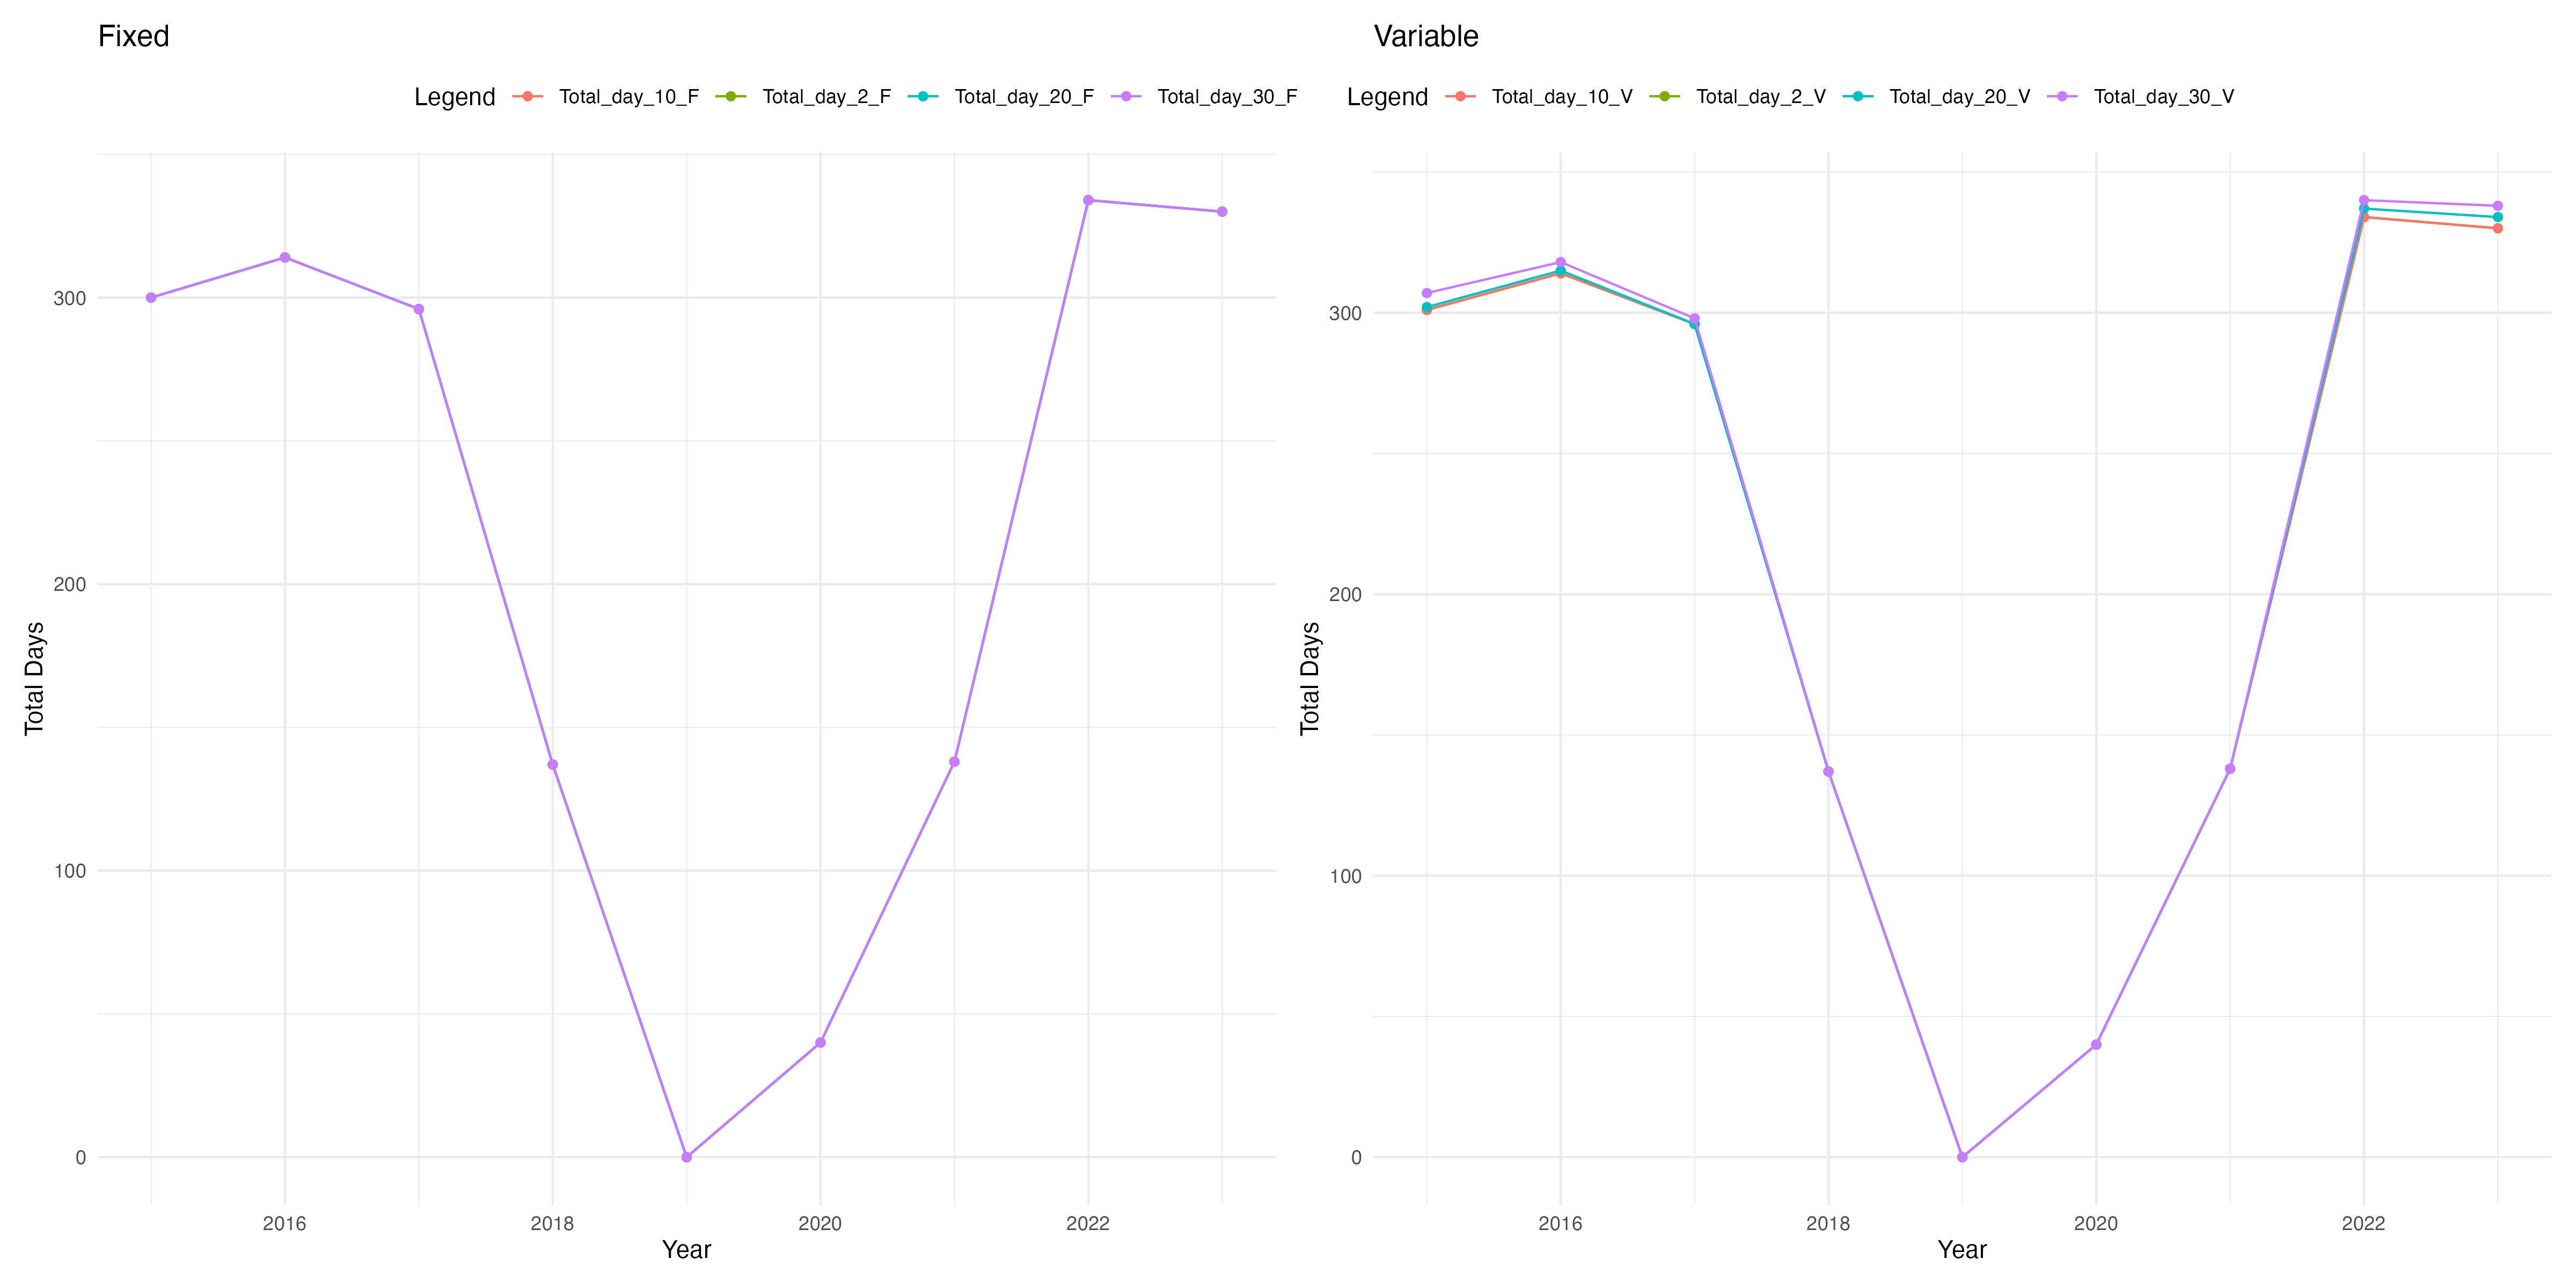 Fixed
Legend Total_day_10_F Total_day_2_F Total_day_20_F Total_day_30_F
300
200
100
0
Total Days
2016 2018 2020 2022
Year
Variable
Legend Total_day_10_V Total_day_2_V Total_day_20_V Total_day_30_V
300
200
100
0
Total Days
2016 2018 2020 2022
Year